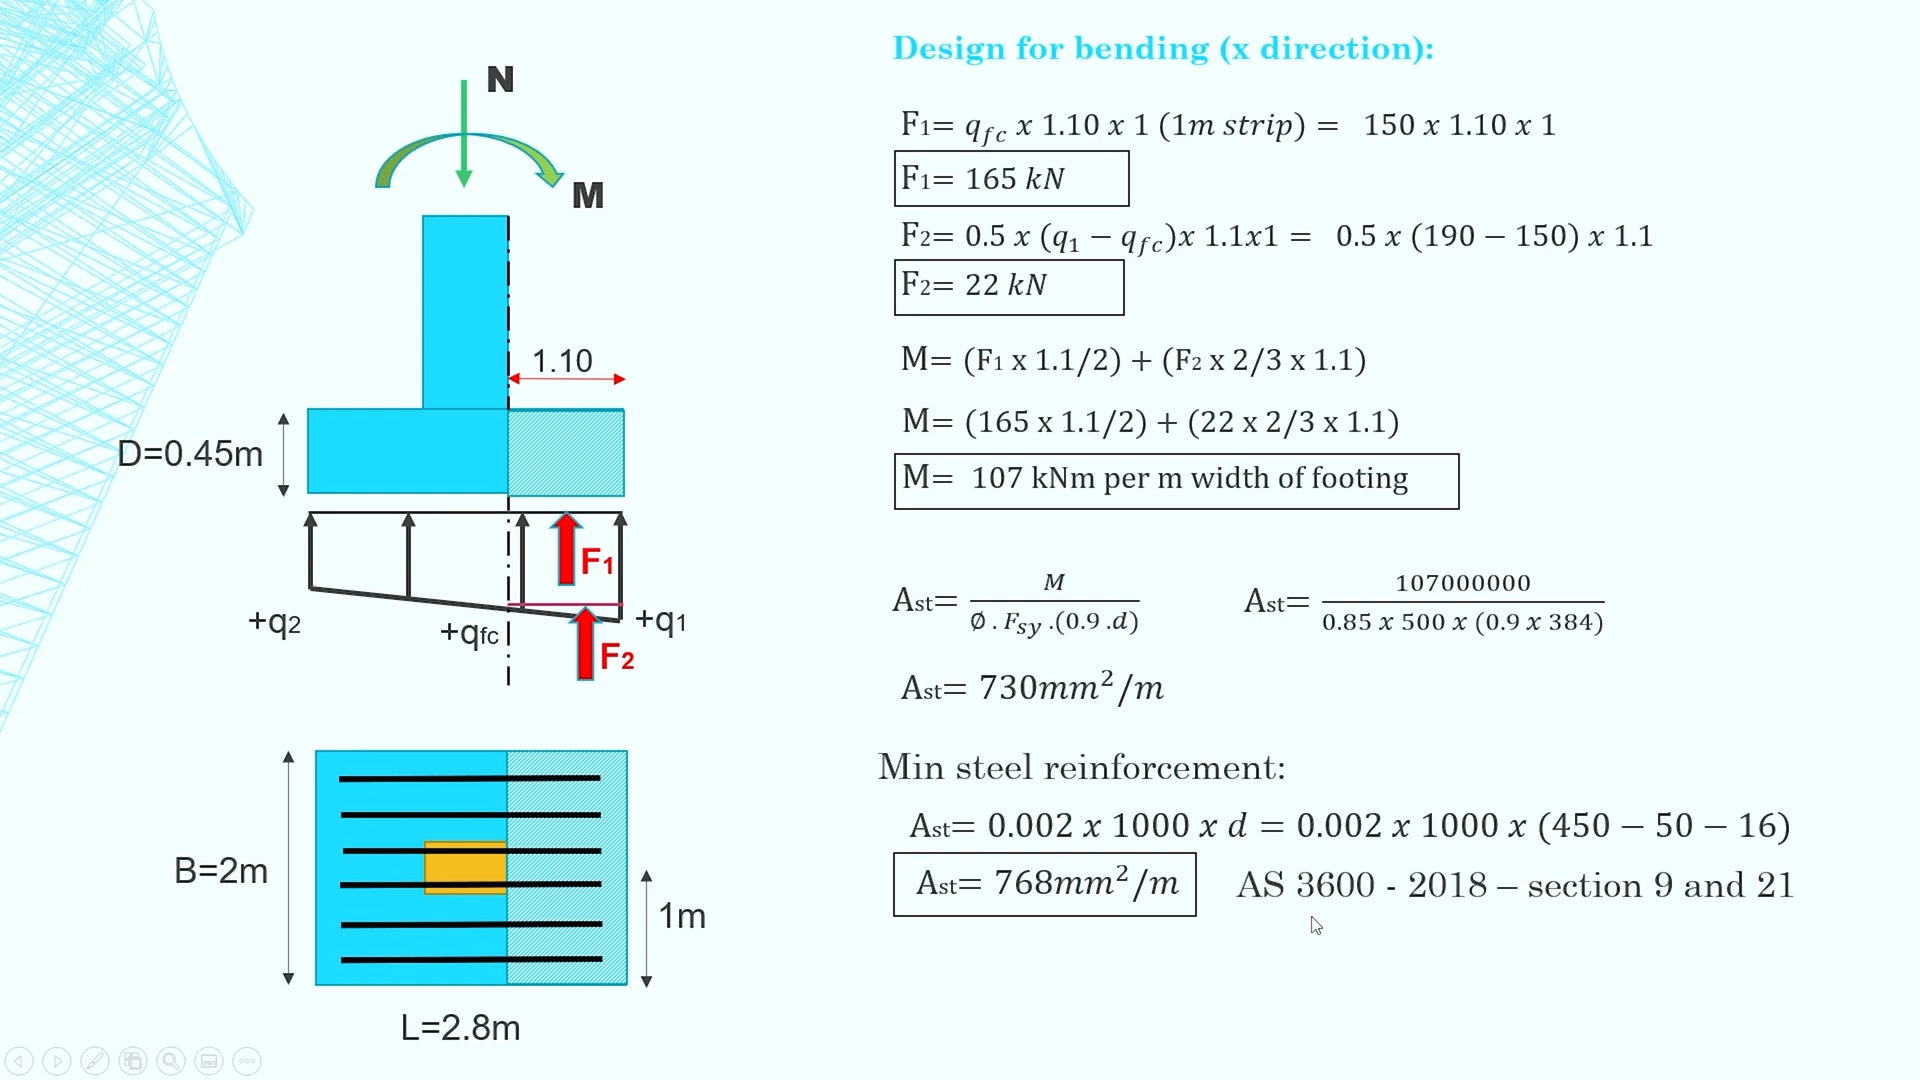 Design for bending (x direction):
N
M
F1= qfc x 1.10 x 1 (1m strip) = 150 x 1.10 x 1
F1= 165 kN
F2= 0.5 x (q1 − qfc)x 1.1x1 = 0.5 x (190 − 150) x 1.1
F2= 22 kN
1.10
M= (F1 x 1.1/2) + (F2 x 2/3 x 1.1)
M= (165 x 1.1/2) + (22 x 2/3 x 1.1)
D=0.45m
M= 107 kNm per m width of footing
F1
+q2
+qfc
+q1
F2
Ast= M / Ø . Fsy .(0.9 .d)
Ast= 107000000 / 0.85 x 500 x (0.9 x 384)
Ast= 730mm²/m
Min steel reinforcement:
Ast= 0.002 x 1000 x d = 0.002 x 1000 x (450 − 50 − 16)
Ast= 768mm²/m
AS 3600 - 2018 – section 9 and 21
B=2m
1m
L=2.8m